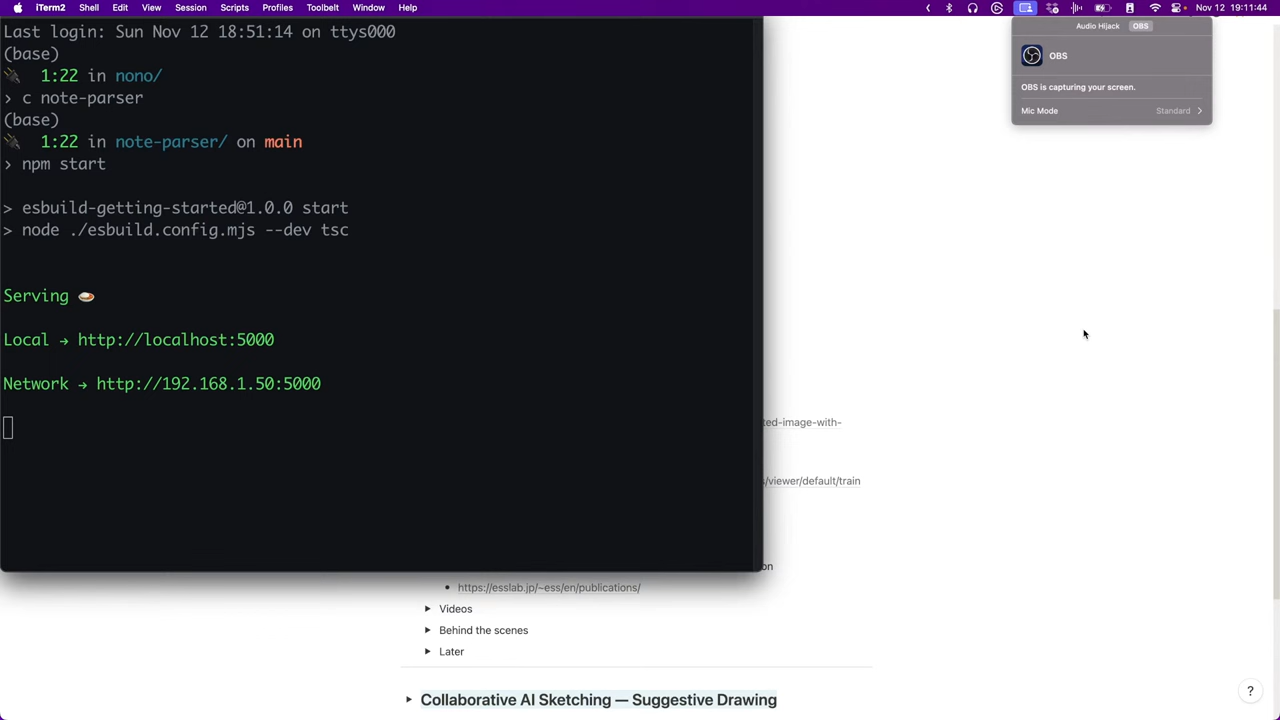 iTerm2 Shell Edit View Session Scripts Profiles Toolbelt Window Help Nov 12 19:11:44
Last login: Sun Nov 12 18:51:14 on ttys000
(base)
1:22 in nono/
› c note-parser
(base)
1:22 in note-parser/ on main
› npm start
> esbuild-getting-started@1.0.0 start
> node ./esbuild.config.mjs --dev tsc
Serving
Local → http://localhost:5000
Network → http://192.168.1.50:5000
Audio Hijack OBS
OBS
OBS is capturing your screen.
Mic Mode Standard
ted-image-with-
s/viewer/default/train
on
• https://esslab.jp/~ess/en/publications/
Videos
Behind the scenes
Later
Collaborative AI Sketching — Suggestive Drawing
?